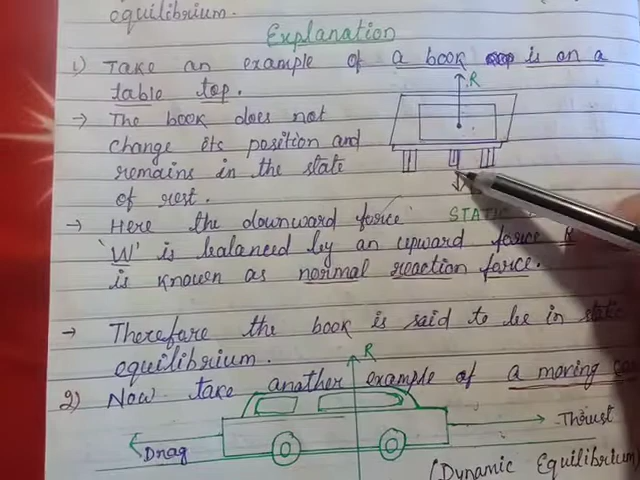 equilibrium.
Explanation
1) Take an example of a book is on a
table top.
R
→ The book does not
change its position and
remains in the state
of rest.
→ Here the downward force
STATIC
'W' is balanced by an upward force
is known as normal reaction force.
→ Therefore the book is said to be in static
equilibrium.
R
2) Now take another example of a moving car
Thrust
Drag
(Dynamic Equilibrium)